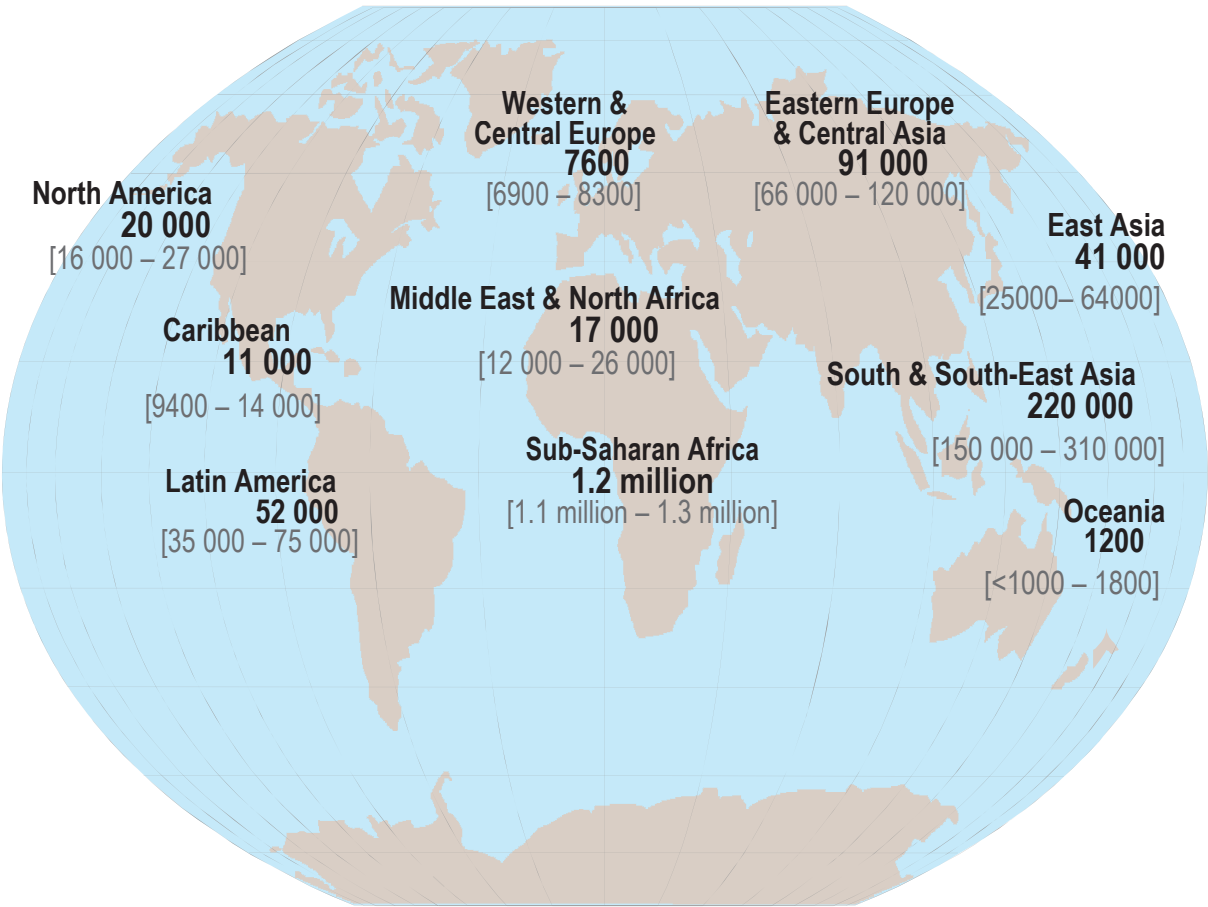 Western &
Central Europe
7600
[6900 – 8300]
Eastern Europe
& Central Asia
91 000
[66 000 – 120 000]
North America
20 000
[16 000 – 27 000]
East Asia
41 000
[25000– 64000]
Middle East & North Africa
17 000
[12 000 – 26 000]
Caribbean
11 000
[9400 – 14 000]
South & South-East Asia
220 000
[150 000 – 310 000]
Sub-Saharan Africa
1.2 million
[1.1 million – 1.3 million]
Latin America
52 000
[35 000 – 75 000]
Oceania
1200
[<1000 – 1800]